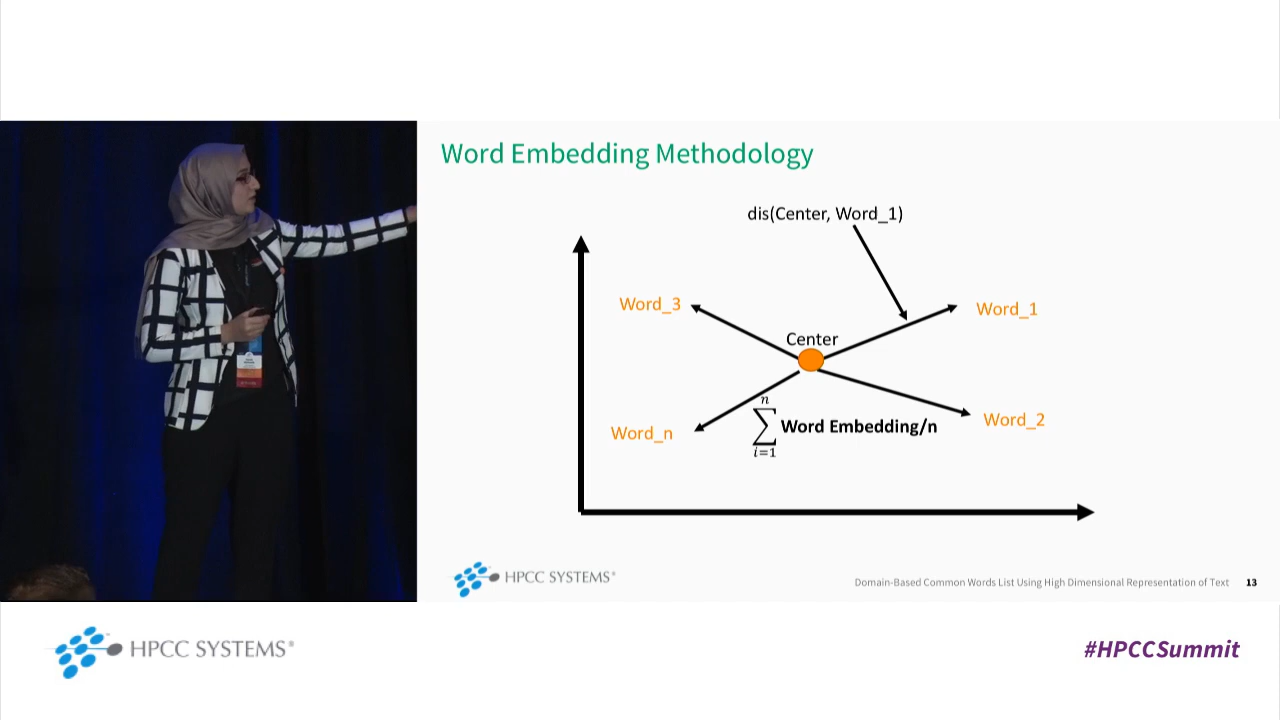 Word Embedding Methodology
dis(Center, Word_1)
Word_3
Word_1
Center
n
∑ Word Embedding/n
i=1
Word_n
Word_2
HPCC SYSTEMS®
Domain-Based Common Words List Using High Dimensional Representation of Text 13
HPCC SYSTEMS®
#HPCCSummit